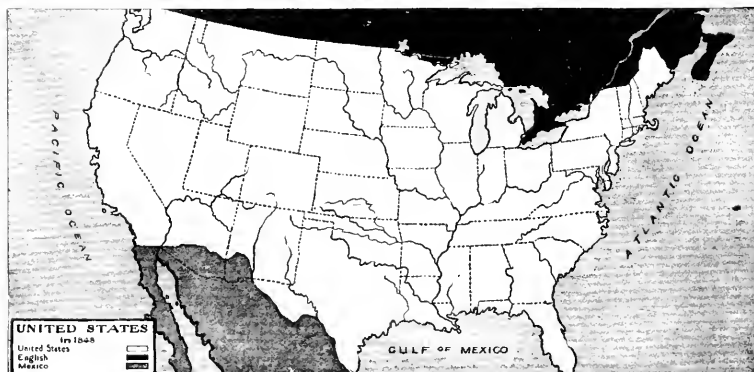 PACIFIC OCEAN
ATLANTIC OCEAN
GULF OF MEXICO
UNITED STATES
in 1848
United States
English
Mexico